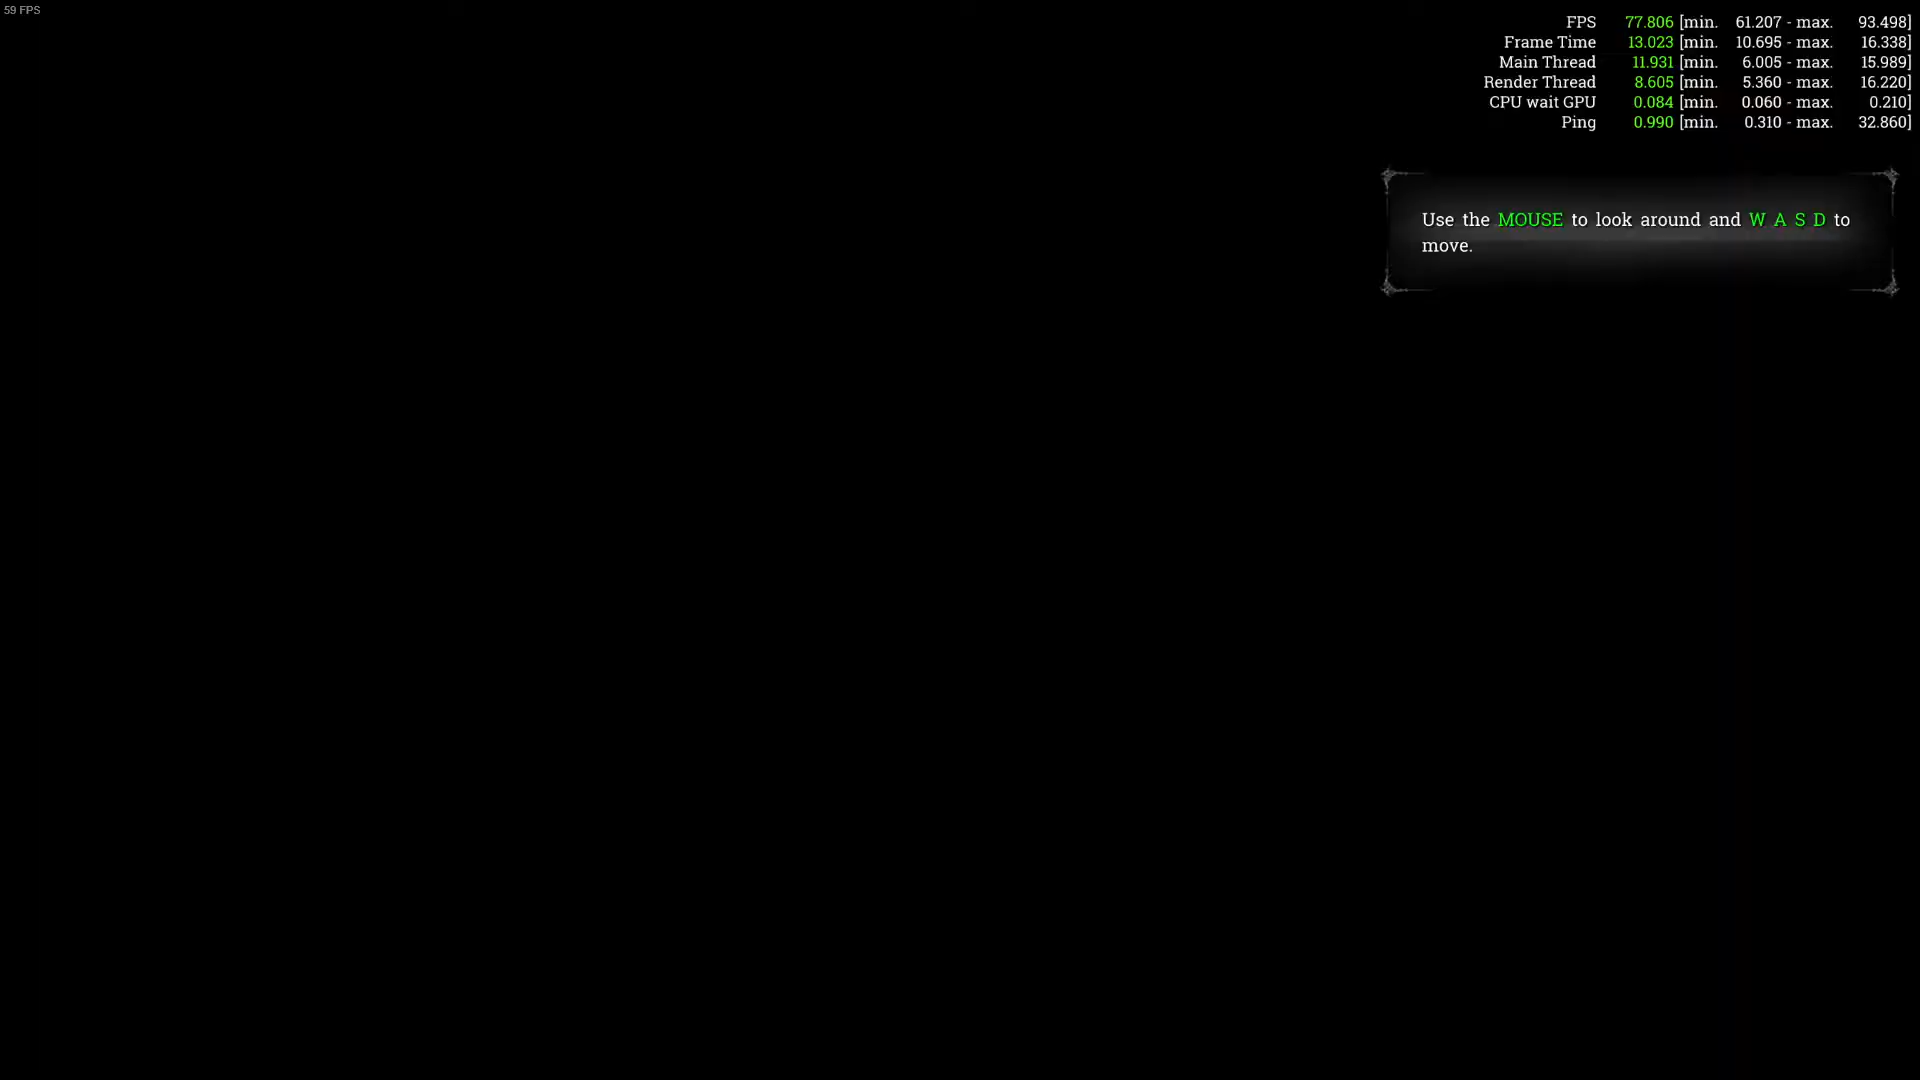 59 FPS
FPS 77.806 [min. 61.207 - max. 93.498]
Frame Time 13.023 [min. 10.695 - max. 16.338]
Main Thread 11.931 [min. 6.005 - max. 15.989]
Render Thread 8.605 [min. 5.360 - max. 16.220]
CPU wait GPU 0.084 [min. 0.060 - max. 0.210]
Ping 0.990 [min. 0.310 - max. 32.860]
Use the MOUSE to look around and W A S D to
move.